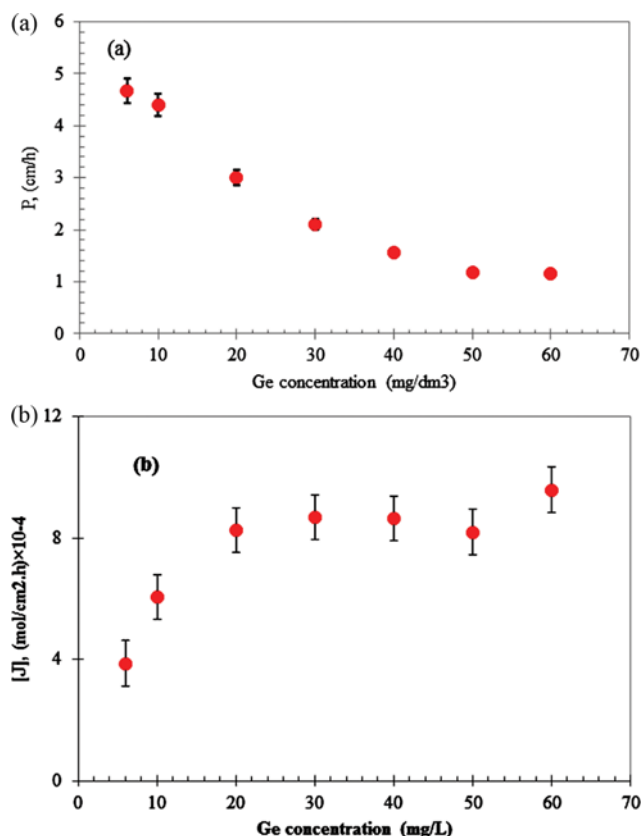 (a)
(a)
6
5
4
3
2
1
0
P, (cm/h)
0 10 20 30 40 50 60 70
Ge concentration (mg/dm3)
(b)
(b)
12
8
4
0
[J], (mol/cm2.h)×10-4
0 10 20 30 40 50 60 70
Ge concentration (mg/L)